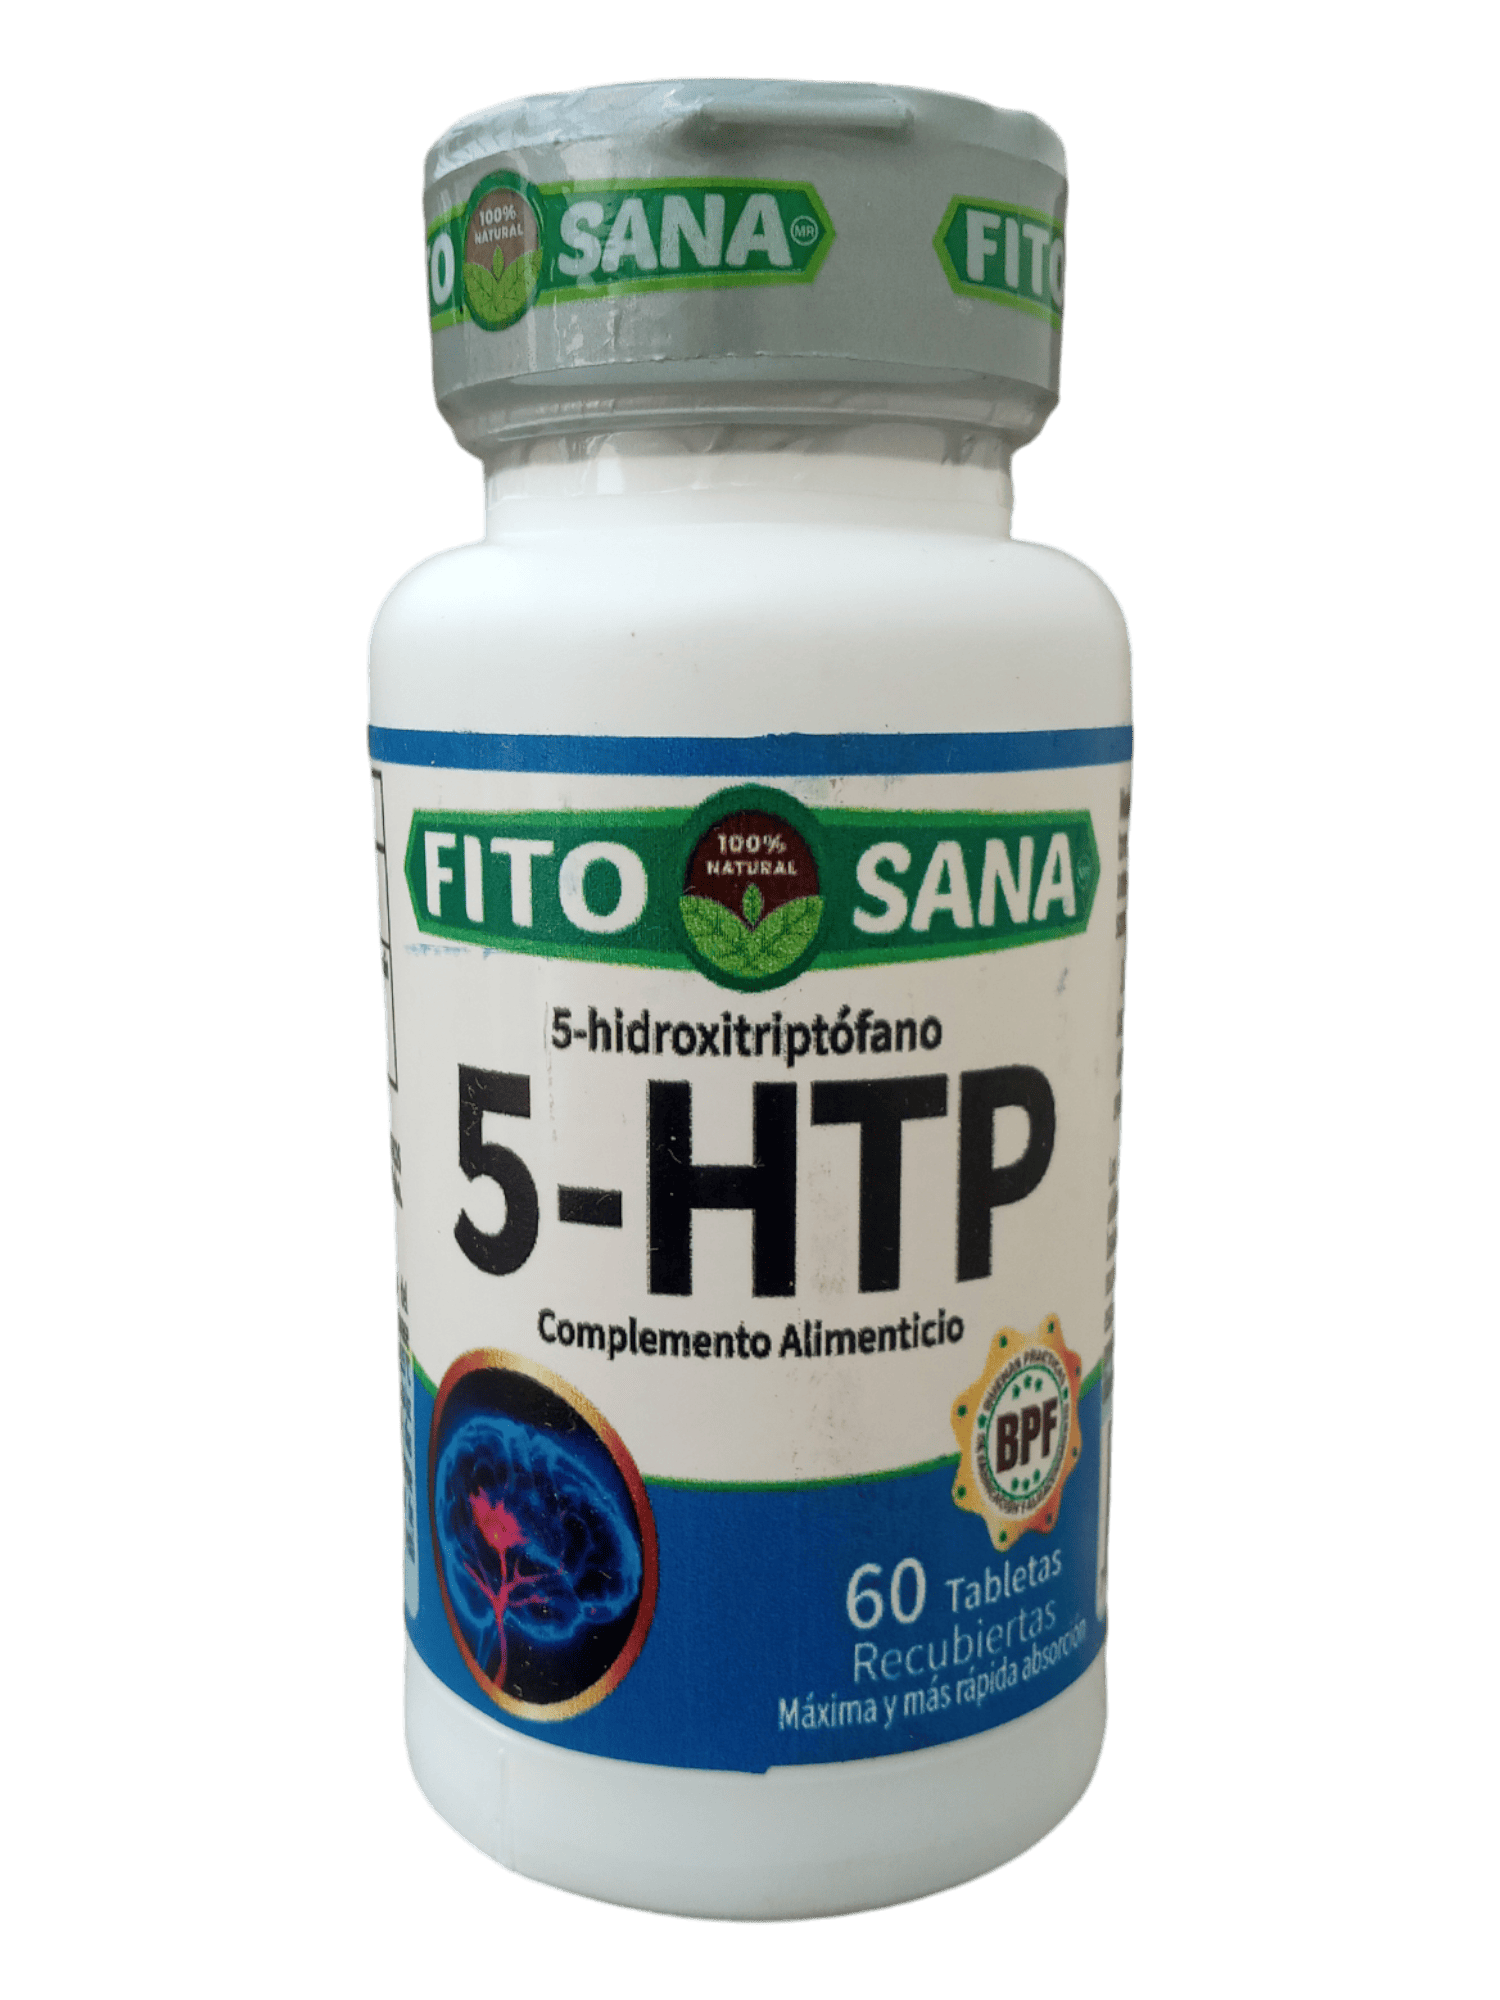 100%
NATURAL
SANA
MR
FITO
100%
NATURAL
FITO SANA
5-hidroxitriptófano
5-HTP
Complemento Alimenticio
BPF
60 Tabletas
Recubiertas
Máxima y más rápida absorción